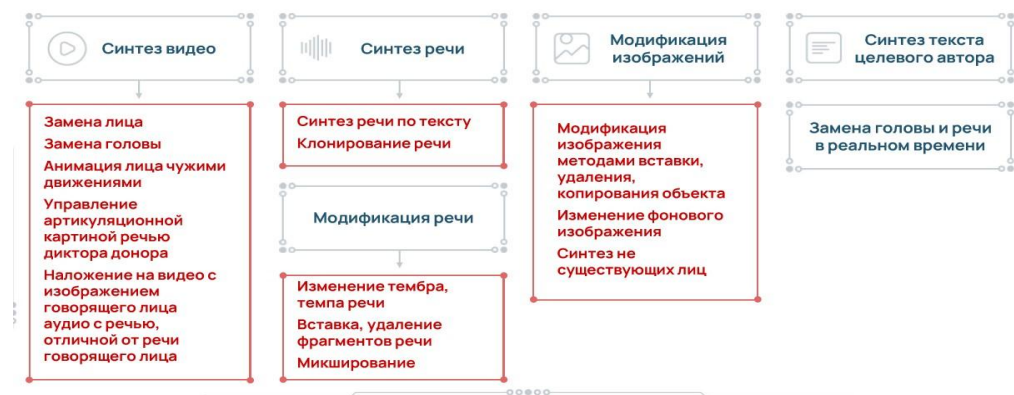 Синтез видео
Замена лица
Замена головы
Анимация лица чужими
движениями
Управление
артикуляционной
картиной речью
диктора донора
Наложение на видео с
изображением
говорящего лица
аудио с речью,
отличной от речи
говорящего лица
Синтез речи
Синтез речи по тексту
Клонирование речи
Модификация речи
Изменение тембра,
темпа речи
Вставка, удаление
фрагментов речи
Микширование
Модификация
изображений
Модификация
изображения
методами вставки,
удаления,
копирования объекта
Изменение фонового
изображения
Синтез не
существующих лиц
Синтез текста
целевого автора
Замена головы и речи
в реальном времени